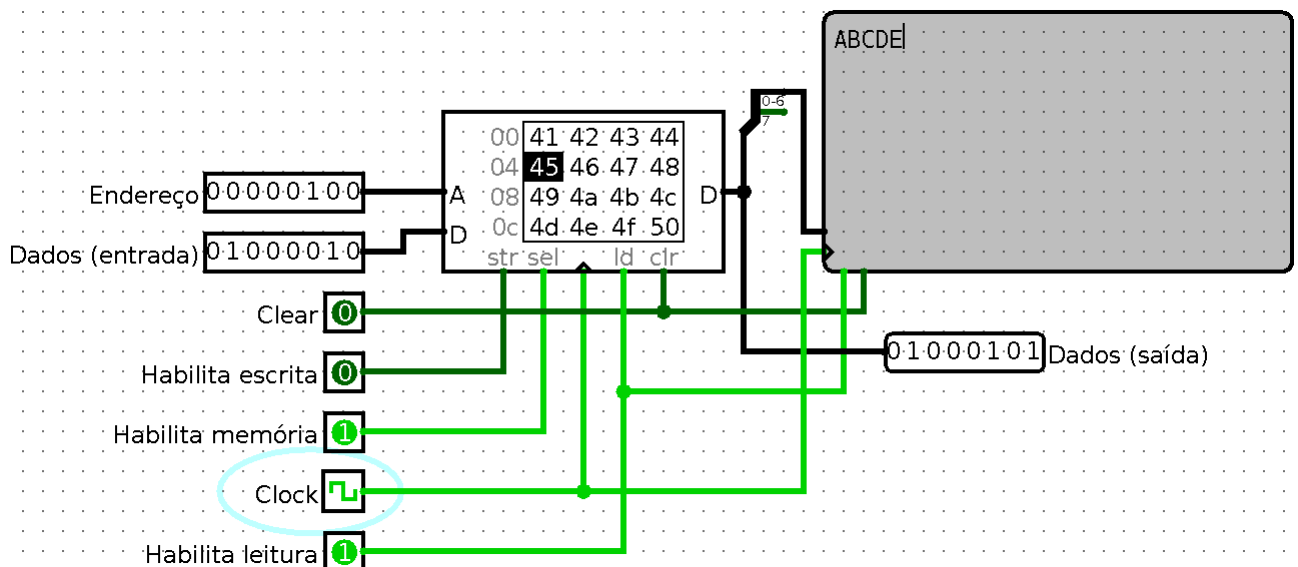 ABCDE
0-6
7
00 41 42 43 44
04 45 46 47 48
08 49 4a 4b 4c
0c 4d 4e 4f 50
A
D
D
str sel ld clr
Endereço 00000100
Dados (entrada) 01000010
Clear 0
Habilita escrita 0
01000101 Dados (saída)
Habilita memória 1
Clock
Habilita leitura 1